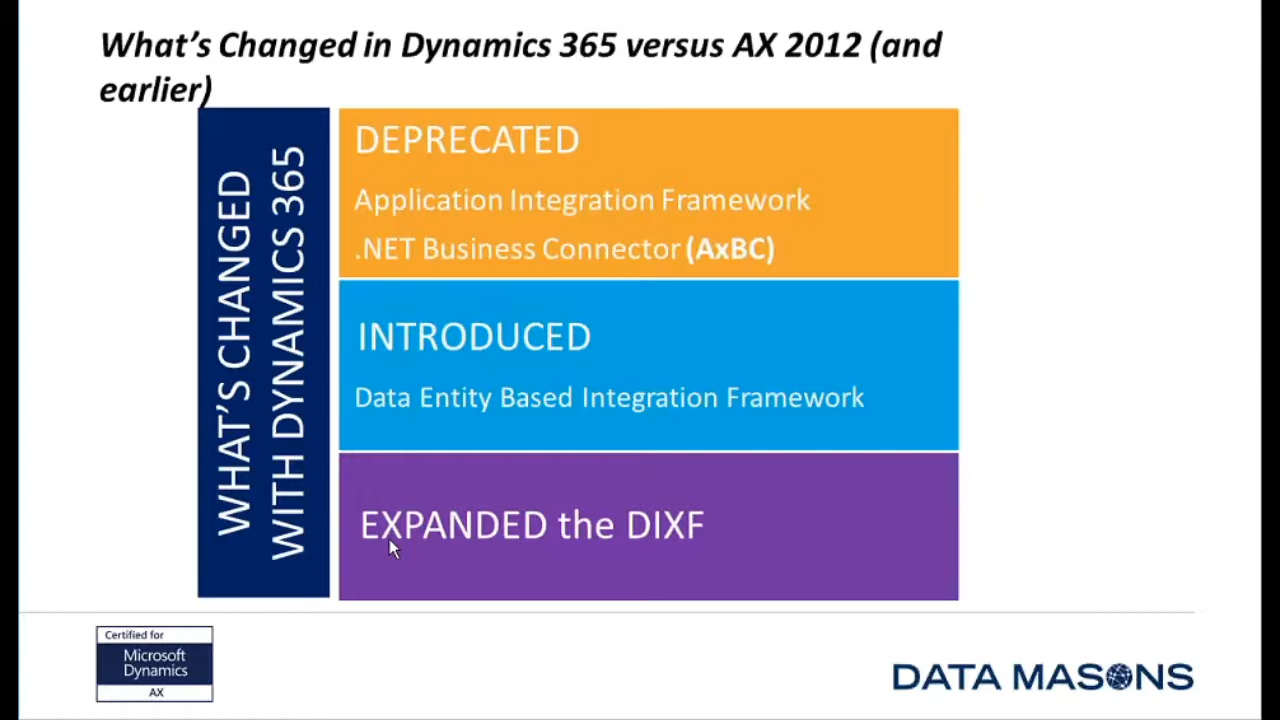 What's Changed in Dynamics 365 versus AX 2012 (and
earlier)
WHAT'S CHANGED
WITH DYNAMICS 365
DEPRECATED
Application Integration Framework
.NET Business Connector (AxBC)
INTRODUCED
Data Entity Based Integration Framework
EXPANDED the DIXF
Certified for
Microsoft
Dynamics
AX
DATA MASONS